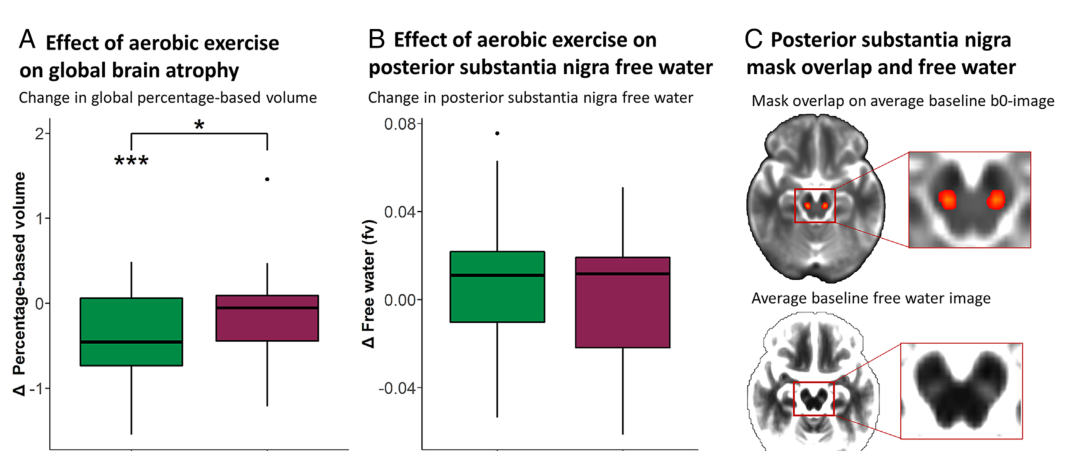 A Effect of aerobic exercise
on global brain atrophy
Change in global percentage-based volume
Δ Percentage-based volume
2
1
0
-1
*
***
B Effect of aerobic exercise on
posterior substantia nigra free water
Change in posterior substantia nigra free water
Δ Free water (fv)
0.08
0.04
0.00
-0.04
C Posterior substantia nigra
mask overlap and free water
Mask overlap on average baseline b0-image
Average baseline free water image